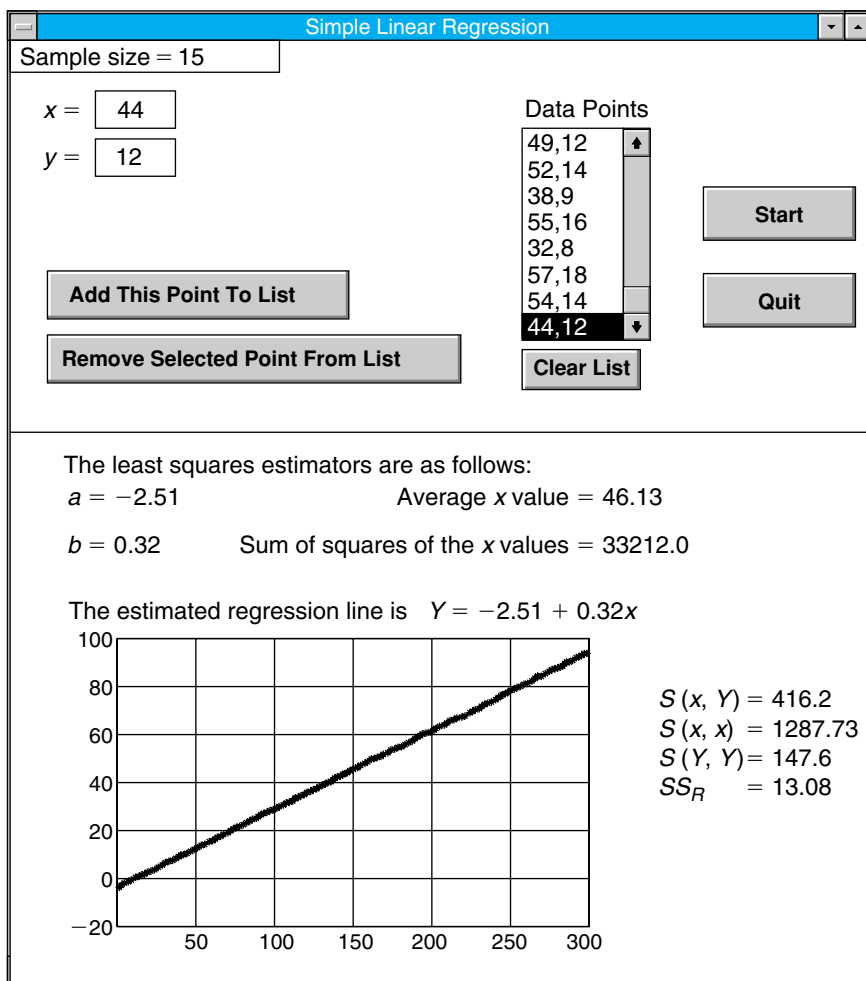 Simple Linear Regression
Sample size = 15
x = 44
y = 12
Data Points
49,12
52,14
38,9
55,16
32,8
57,18
54,14
44,12
Start
Quit
Add This Point To List
Remove Selected Point From List
Clear List
The least squares estimators are as follows:
a = −2.51 Average x value = 46.13
b = 0.32 Sum of squares of the x values = 33212.0
The estimated regression line is Y = −2.51 + 0.32x
100
80
60
40
20
0
−20
50 100 150 200 250 300
S (x, Y) = 416.2
S (x, x) = 1287.73
S (Y, Y) = 147.6
SS_R = 13.08